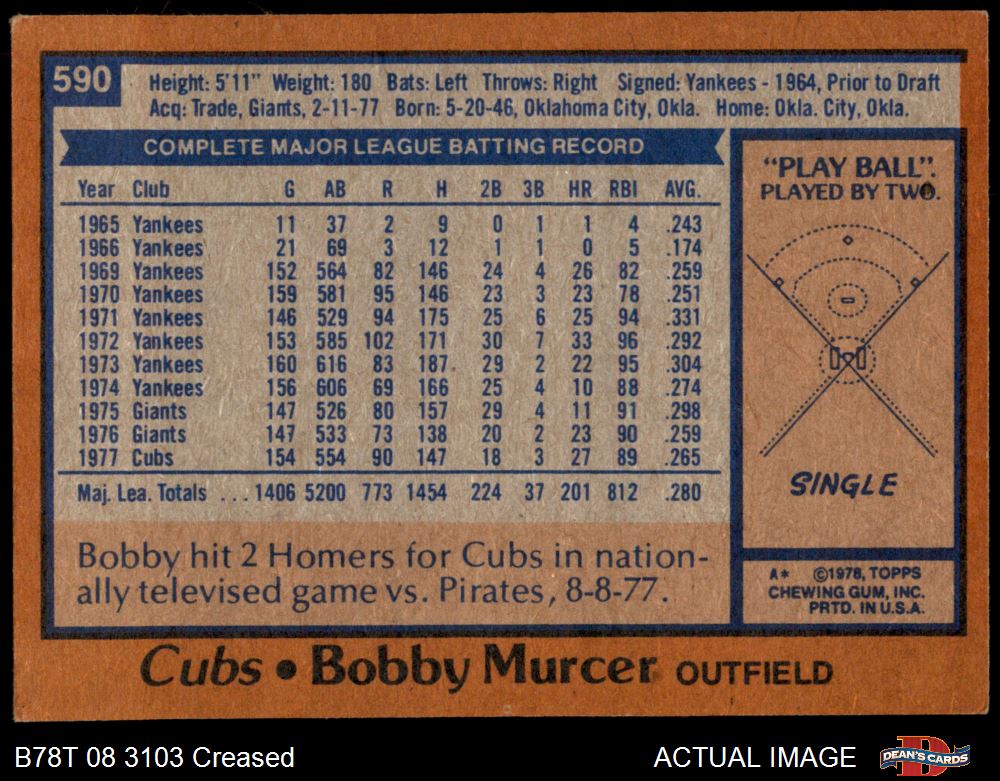 590
Height: 5'11" Weight: 180 Bats: Left Throws: Right Signed: Yankees - 1964, Prior to Draft
Acq: Trade, Giants, 2-11-77 Born: 5-20-46, Oklahoma City, Okla. Home: Okla. City, Okla.
COMPLETE MAJOR LEAGUE BATTING RECORD
Year Club G AB R H 2B 3B HR RBI AVG.
1965 Yankees 11 37 2 9 0 1 1 4 .243
1966 Yankees 21 69 3 12 1 1 0 5 .174
1969 Yankees 152 564 82 146 24 4 26 82 .259
1970 Yankees 159 581 95 146 23 3 23 78 .251
1971 Yankees 146 529 94 175 25 6 25 94 .331
1972 Yankees 153 585 102 171 30 7 33 96 .292
1973 Yankees 160 616 83 187 29 2 22 95 .304
1974 Yankees 156 606 69 166 25 4 10 88 .274
1975 Giants 147 526 80 157 29 4 11 91 .298
1976 Giants 147 533 73 138 20 2 23 90 .259
1977 Cubs 154 554 90 147 18 3 27 89 .265
Maj. Lea. Totals ... 1406 5200 773 1454 224 37 201 812 .280
Bobby hit 2 Homers for Cubs in nation-
ally televised game vs. Pirates, 8-8-77.
"PLAY BALL".
PLAYED BY TWO.
SINGLE
A* ©1978, TOPPS
CHEWING GUM, INC.
PRTD. IN U.S.A.
Cubs • Bobby Murcer OUTFIELD
B78T 08 3103 Creased
ACTUAL IMAGE
DEAN'S CARDS